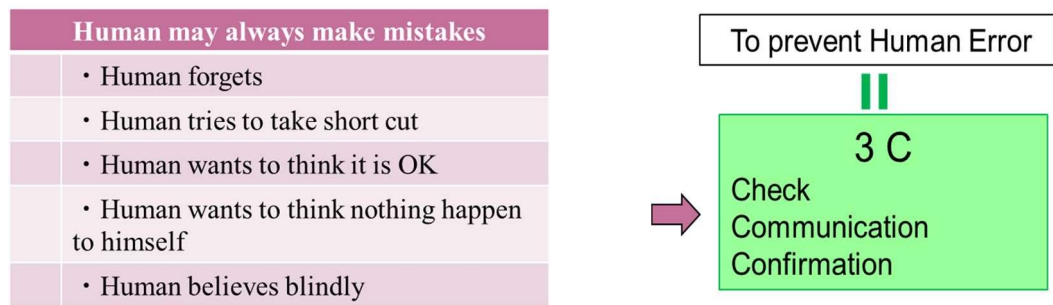 Human may always make mistakes
・Human forgets
・Human tries to take short cut
・Human wants to think it is OK
・Human wants to think nothing happen
to himself
・Human believes blindly
To prevent Human Error
3 C
Check
Communication
Confirmation